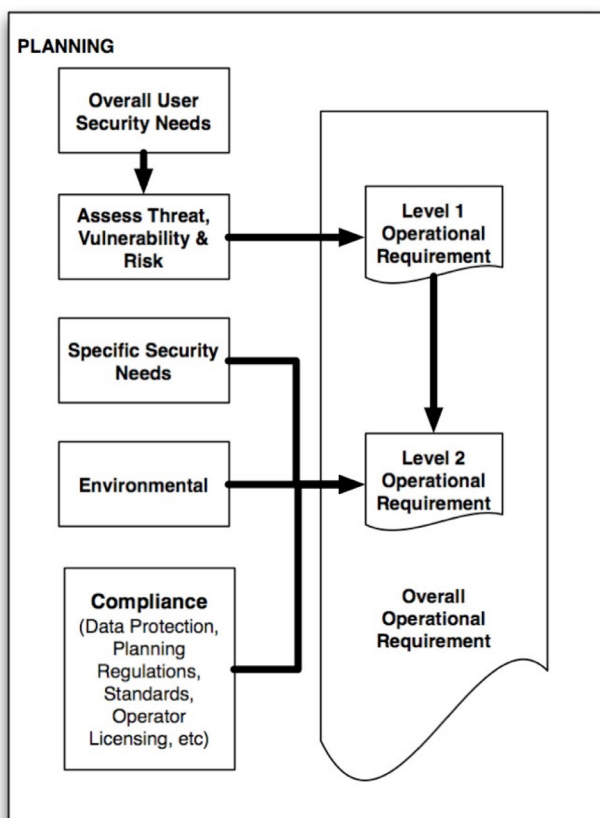 PLANNING
Overall User
Security Needs
Assess Threat,
Vulnerability &
Risk
Level 1
Operational
Requirement
Specific Security
Needs
Environmental
Level 2
Operational
Requirement
Compliance
(Data Protection,
Planning
Regulations,
Standards,
Operator
Licensing, etc)
Overall
Operational
Requirement